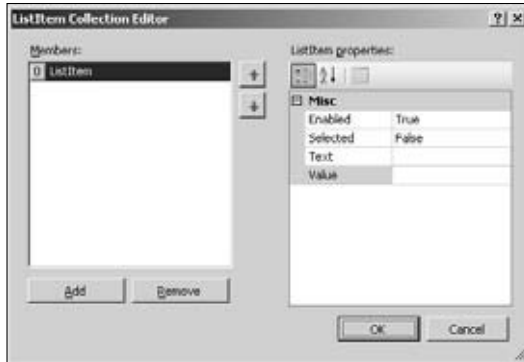 ListItem Collection Editor
Members:
ListItem properties:
0 ListItem
Misc
Enabled True
Selected False
Text
Value
Add
Remove
OK
Cancel